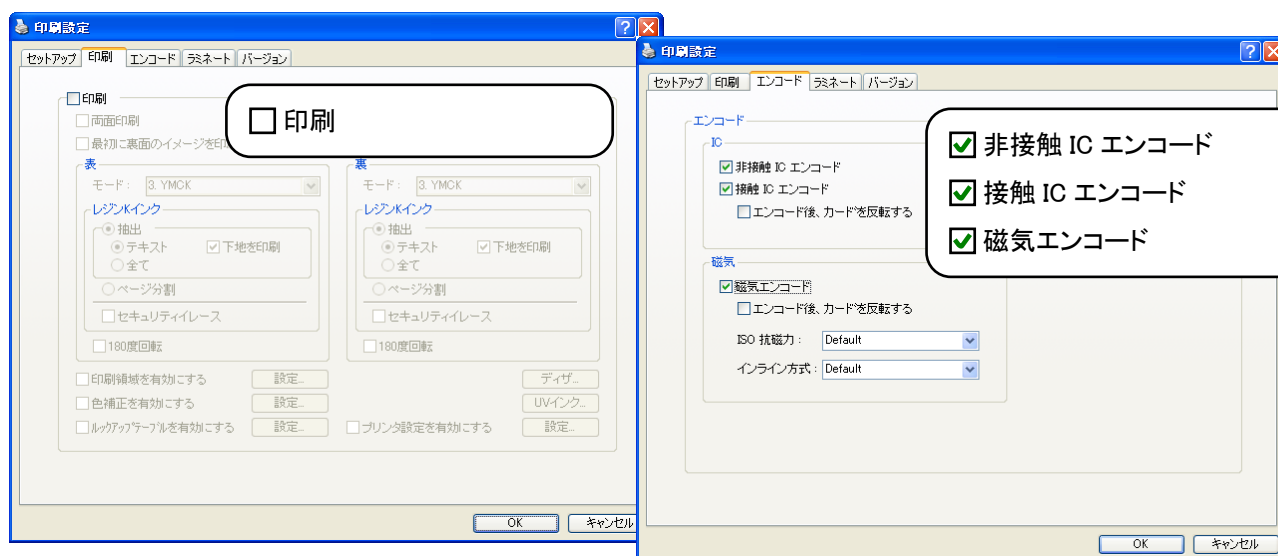 印刷設定
セットアップ 印刷 エンコード ラミネート バージョン
印刷
両面印刷
最初に裏面のイメージを印
印刷
表
モード： 3. YMCK
レジンKインク
抽出
テキスト 下地を印刷
全て
ページ分割
セキュリティイレース
180度回転
裏
モード： 3. YMCK
レジンKインク
抽出
テキスト 下地を印刷
全て
ページ分割
セキュリティイレース
180度回転
印刷領域を有効にする 設定... ディザ...
色補正を有効にする 設定... UVインク...
ルックアップテーブルを有効にする 設定... プリンタ設定を有効にする 設定...
OK キャンセル
印刷設定
セットアップ 印刷 エンコード ラミネート バージョン
エンコード
IC
非接触 IC エンコード
接触 IC エンコード
エンコード後、カードを反転する
非接触 IC エンコード
接触 IC エンコード
磁気エンコード
磁気
磁気エンコード
エンコード後、カードを反転する
ISO 抗磁力： Default
インライン方式： Default
OK キャンセル